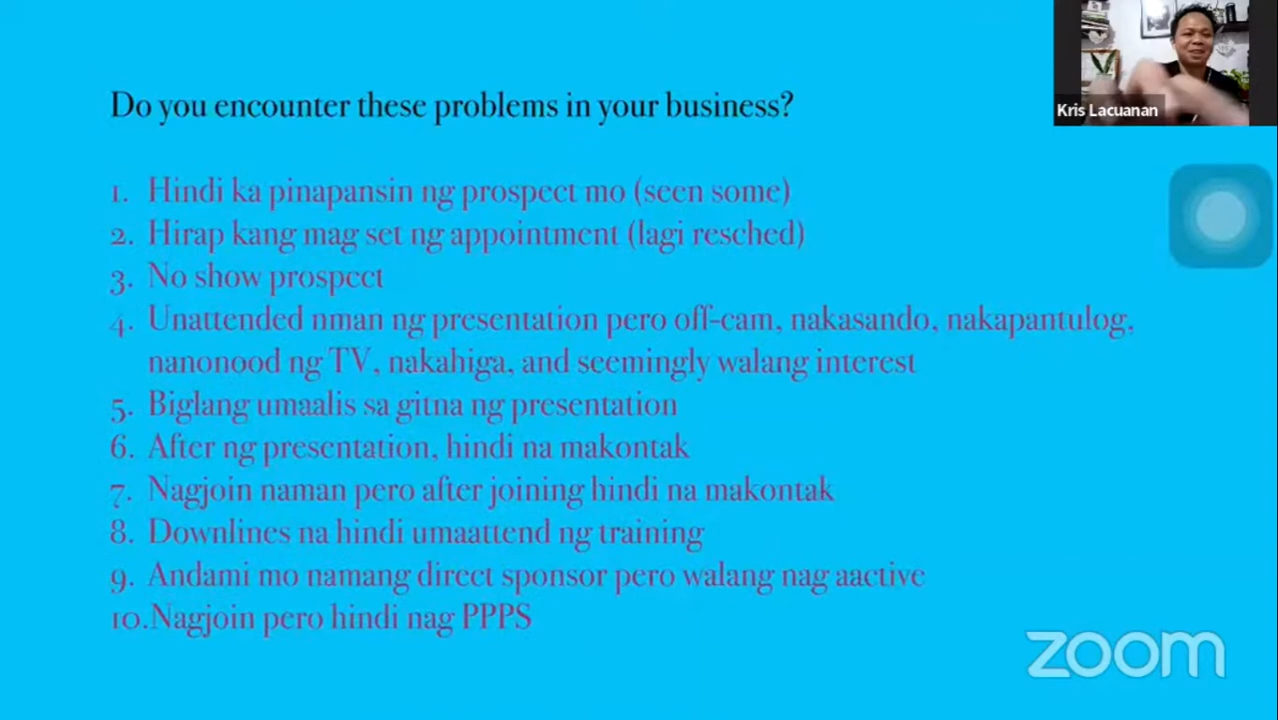 Do you encounter these problems in your business?
Kris Lacuanan
1. Hindi ka pinapansin ng prospect mo (seen some)
2. Hirap kang mag set ng appointment (lagi resched)
3. No show prospect
4. Unattended nman ng presentation pero off-cam, nakasando, nakapantulog,
nanonood ng TV, nakahiga, and seemingly walang interest
5. Biglang umaalis sa gitna ng presentation
6. After ng presentation, hindi na makontak
7. Nagjoin naman pero after joining hindi na makontak
8. Downlines na hindi umaattend ng training
9. Andami mo namang direct sponsor pero walang nag aactive
10.Nagjoin pero hindi nag PPPS
zoom